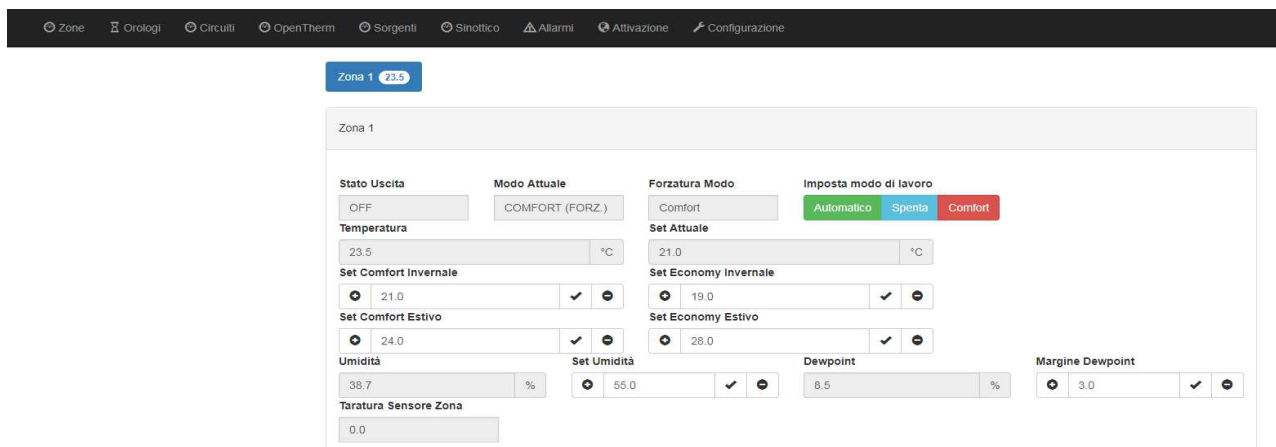 Zone Orologi Circuiti OpenTherm Sorgenti Sinottico Allarmi Attivazione Configurazione
Zona 1 23.5
Zona 1
Stato Uscita Modo Attuale Forzatura Modo Imposta modo di lavoro
OFF COMFORT (FORZ.) Comfort Automatico Spenta Comfort
Temperatura Set Attuale
23.5 °C 21.0 °C
Set Comfort Invernale Set Economy Invernale
21.0 19.0
Set Comfort Estivo Set Economy Estivo
24.0 28.0
Umidità Set Umidità Dewpoint Margine Dewpoint
38.7 % 55.0 8.5 % 3.0
Taratura Sensore Zona
0.0